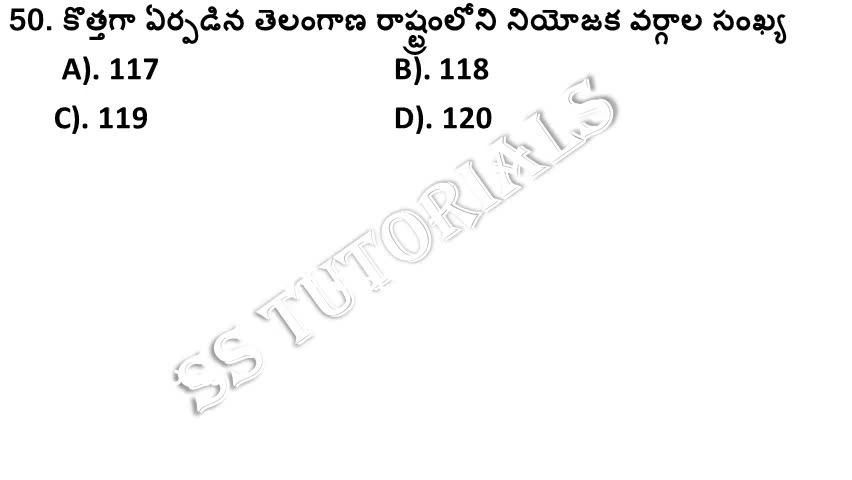 50. కొత్తగా ఏర్పడిన తెలంగాణ రాష్ట్రంలోని నియోజక వర్గాల సంఖ్య
A). 117 B). 118
C). 119 D). 120
SS TUTORIALS